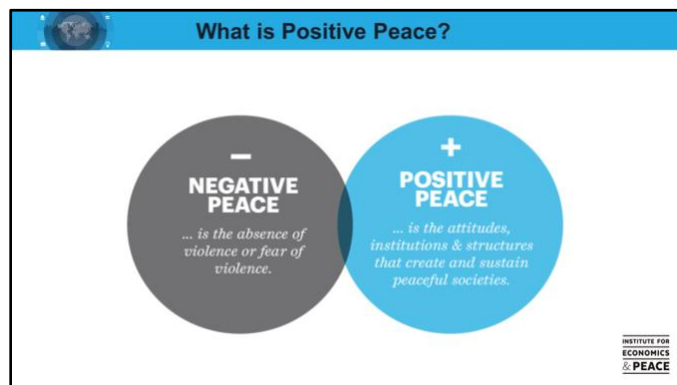 What is Positive Peace?
–
NEGATIVE
PEACE
... is the absence of
violence or fear of
violence.
+
POSITIVE
PEACE
... is the attitudes,
institutions & structures
that create and sustain
peaceful societies.
INSTITUTE FOR
ECONOMICS
& PEACE